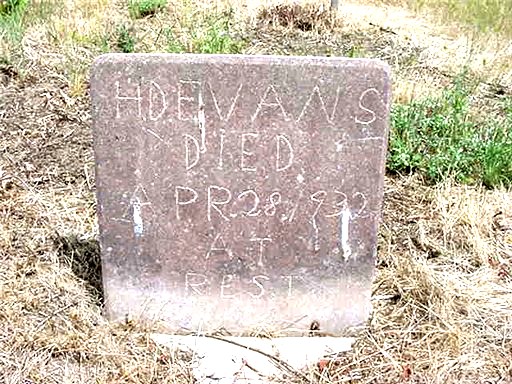 H D EVANS
DIED
APR 28, 1932
AT
REST